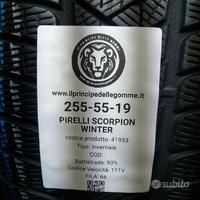 IL PRINCIPE DELLE GOMME
www.ilprincipedellegomme.it
255-55-19
PIRELLI SCORPION
WINTER
codice prodotto: 41953
Tipo: Invernale
COD:
Battistrada: 90%
Codice Velocità: 111V
FILA: 66
subito